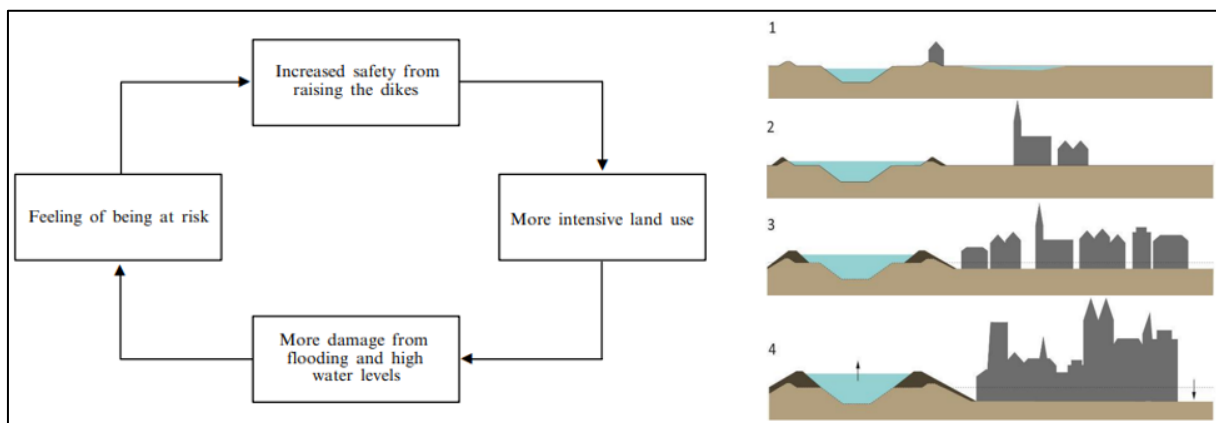 Increased safety from
raising the dikes
Feeling of being at risk
More intensive land use
More damage from
flooding and high
water levels
1
2
3
4